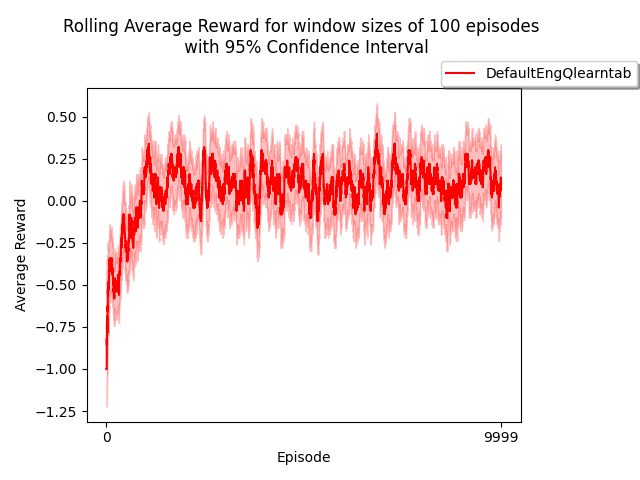 Rolling Average Reward for window sizes of 100 episodes
with 95% Confidence Interval
DefaultEngQlearntab
Average Reward
0.50
0.25
0.00
−0.25
−0.50
−0.75
−1.00
−1.25
0
9999
Episode